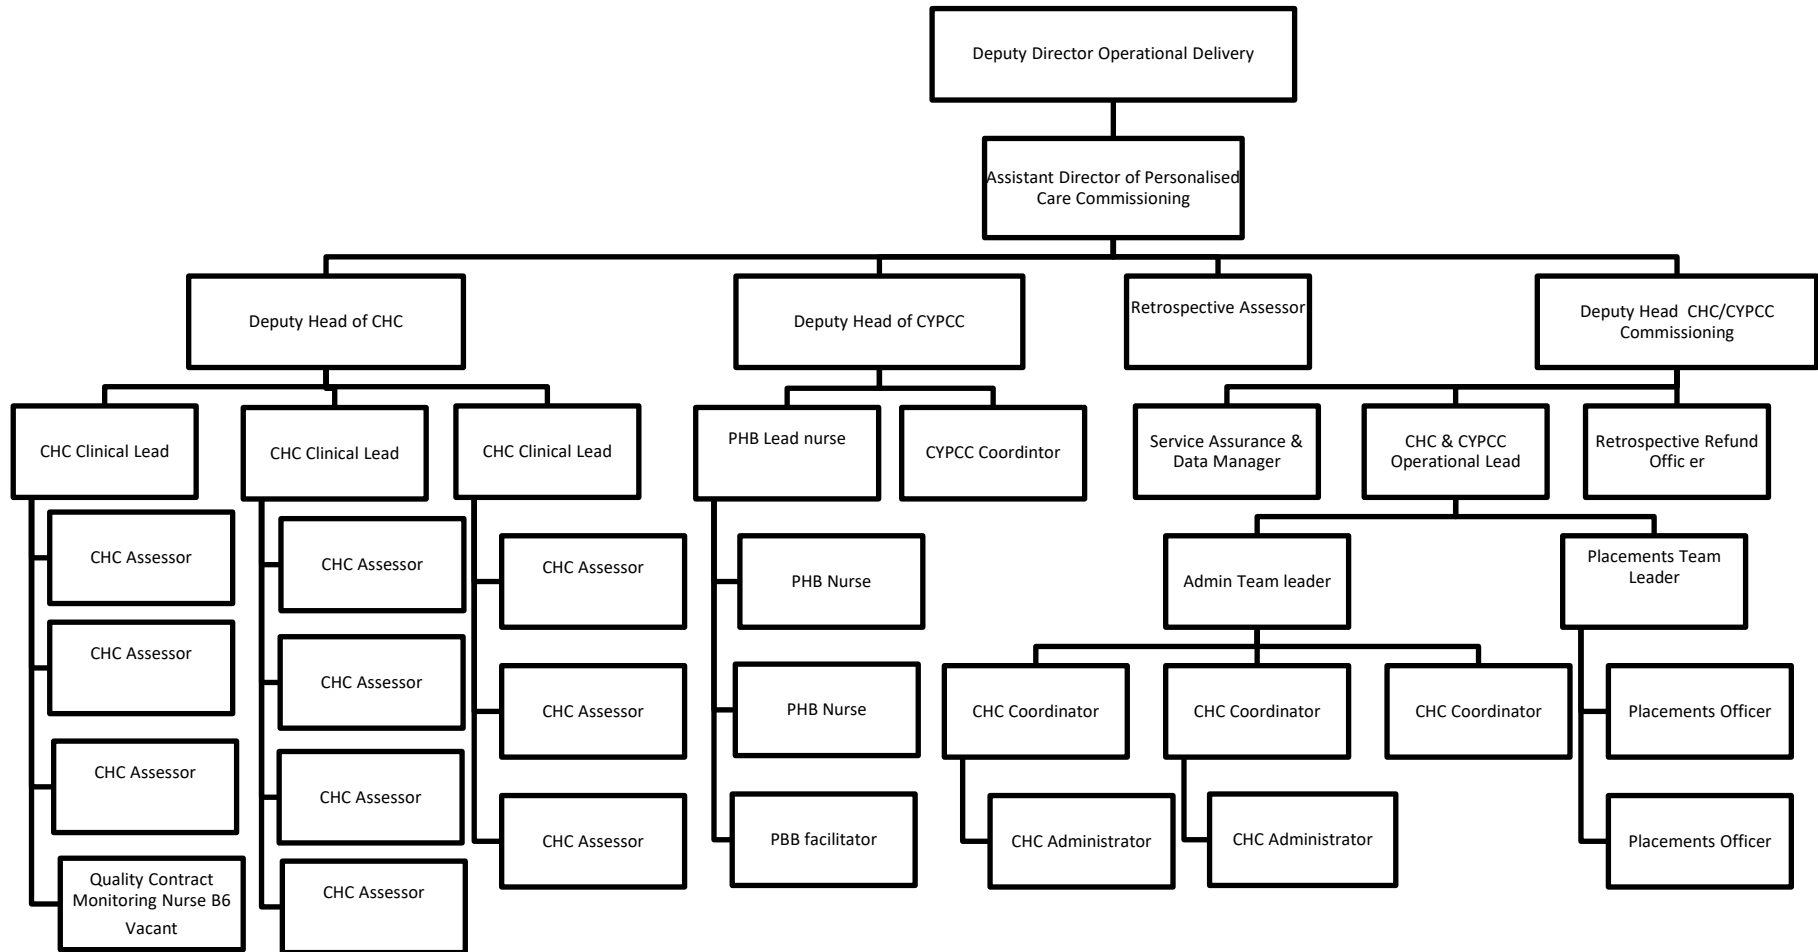 Deputy Director Operational Delivery
Assistant Director of Personalised
Care Commissioning
Deputy Head of CHC
Deputy Head of CYPCC
Retrospective Assessor
Deputy Head CHC/CYPCC
Commissioning
CHC Clinical Lead
CHC Clinical Lead
CHC Clinical Lead
PHB Lead nurse
CYPCC Coordintor
Service Assurance &
Data Manager
CHC & CYPCC
Operational Lead
Retrospective Refund
Offic er
CHC Assessor
CHC Assessor
CHC Assessor
PHB Nurse
Admin Team leader
Placements Team
Leader
CHC Assessor
CHC Assessor
CHC Assessor
PHB Nurse
CHC Coordinator
CHC Coordinator
CHC Coordinator
Placements Officer
CHC Assessor
CHC Assessor
CHC Assessor
PBB facilitator
CHC Administrator
CHC Administrator
Placements Officer
Quality Contract
Monitoring Nurse B6
Vacant
CHC Assessor